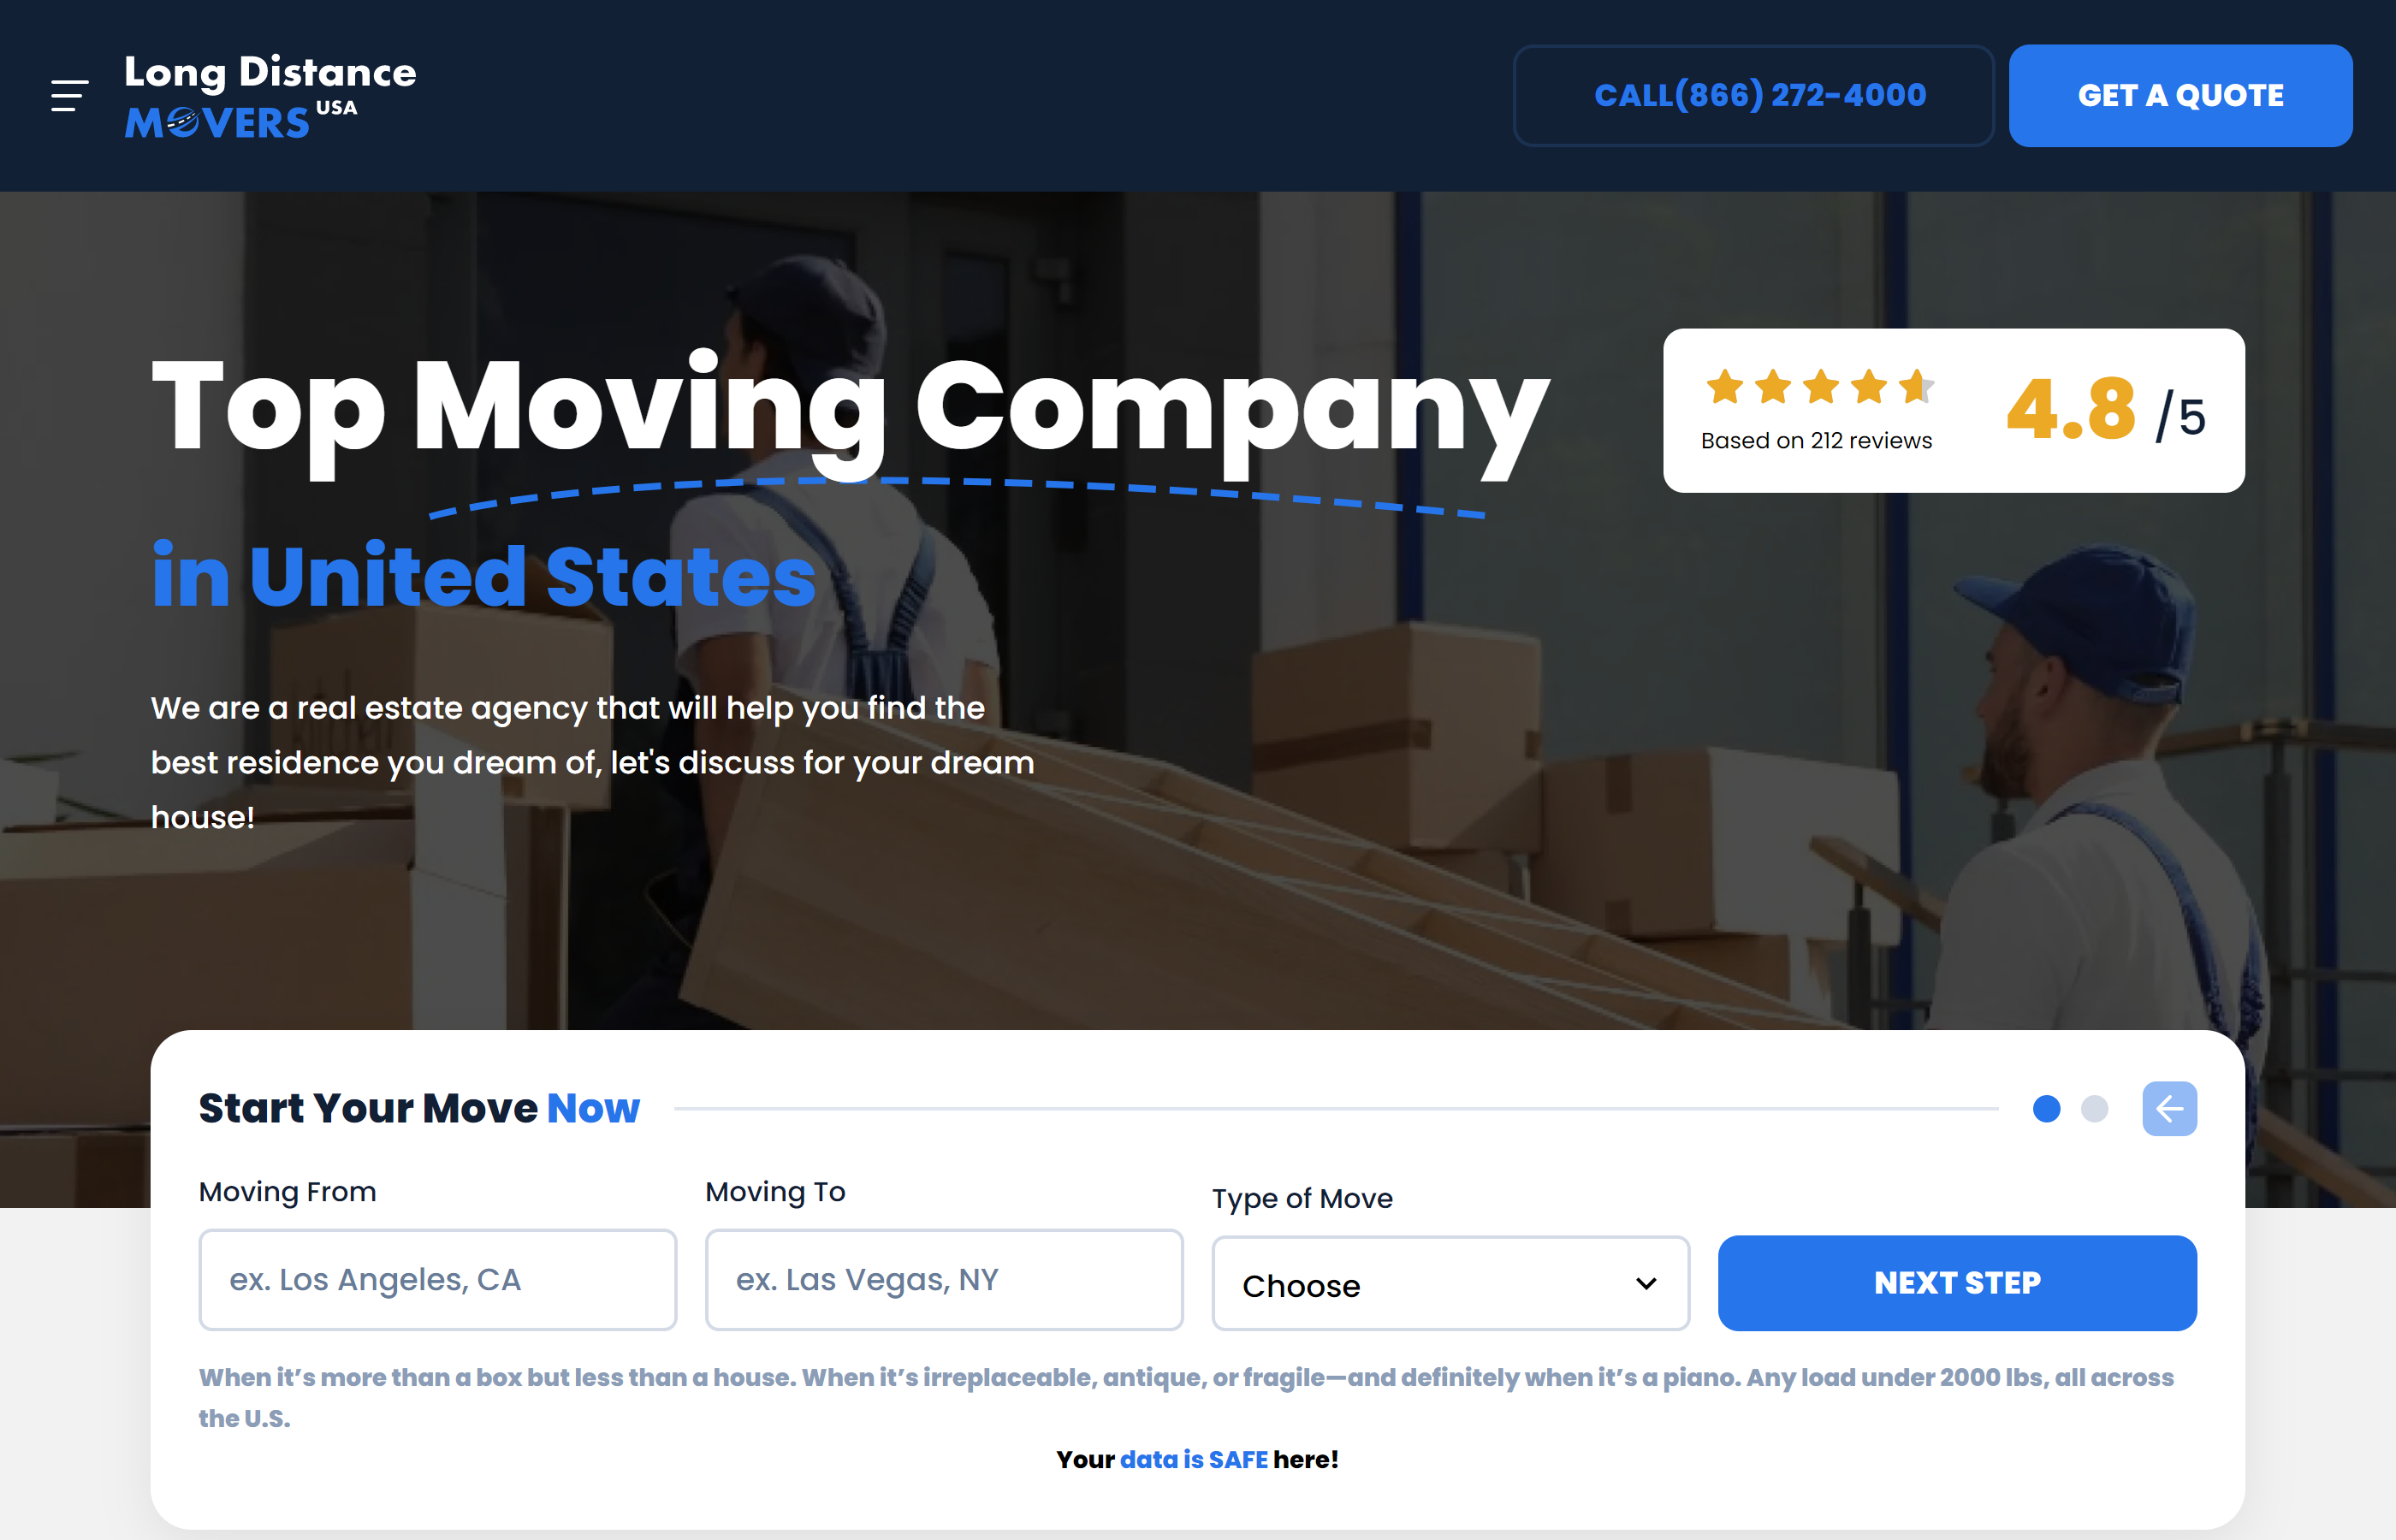 Long Distance
MOVERS USA
CALL(866) 272-4000
GET A QUOTE
Top Moving Company
in United States
Based on 212 reviews
4.8 /5
We are a real estate agency that will help you find the
best residence you dream of, let's discuss for your dream
house!
Start Your Move Now
Moving From
Moving To
Type of Move
ex. Los Angeles, CA
ex. Las Vegas, NY
Choose
NEXT STEP
When it’s more than a box but less than a house. When it’s irreplaceable, antique, or fragile—and definitely when it’s a piano. Any load under 2000 lbs, all across
the U.S.
Your data is SAFE here!